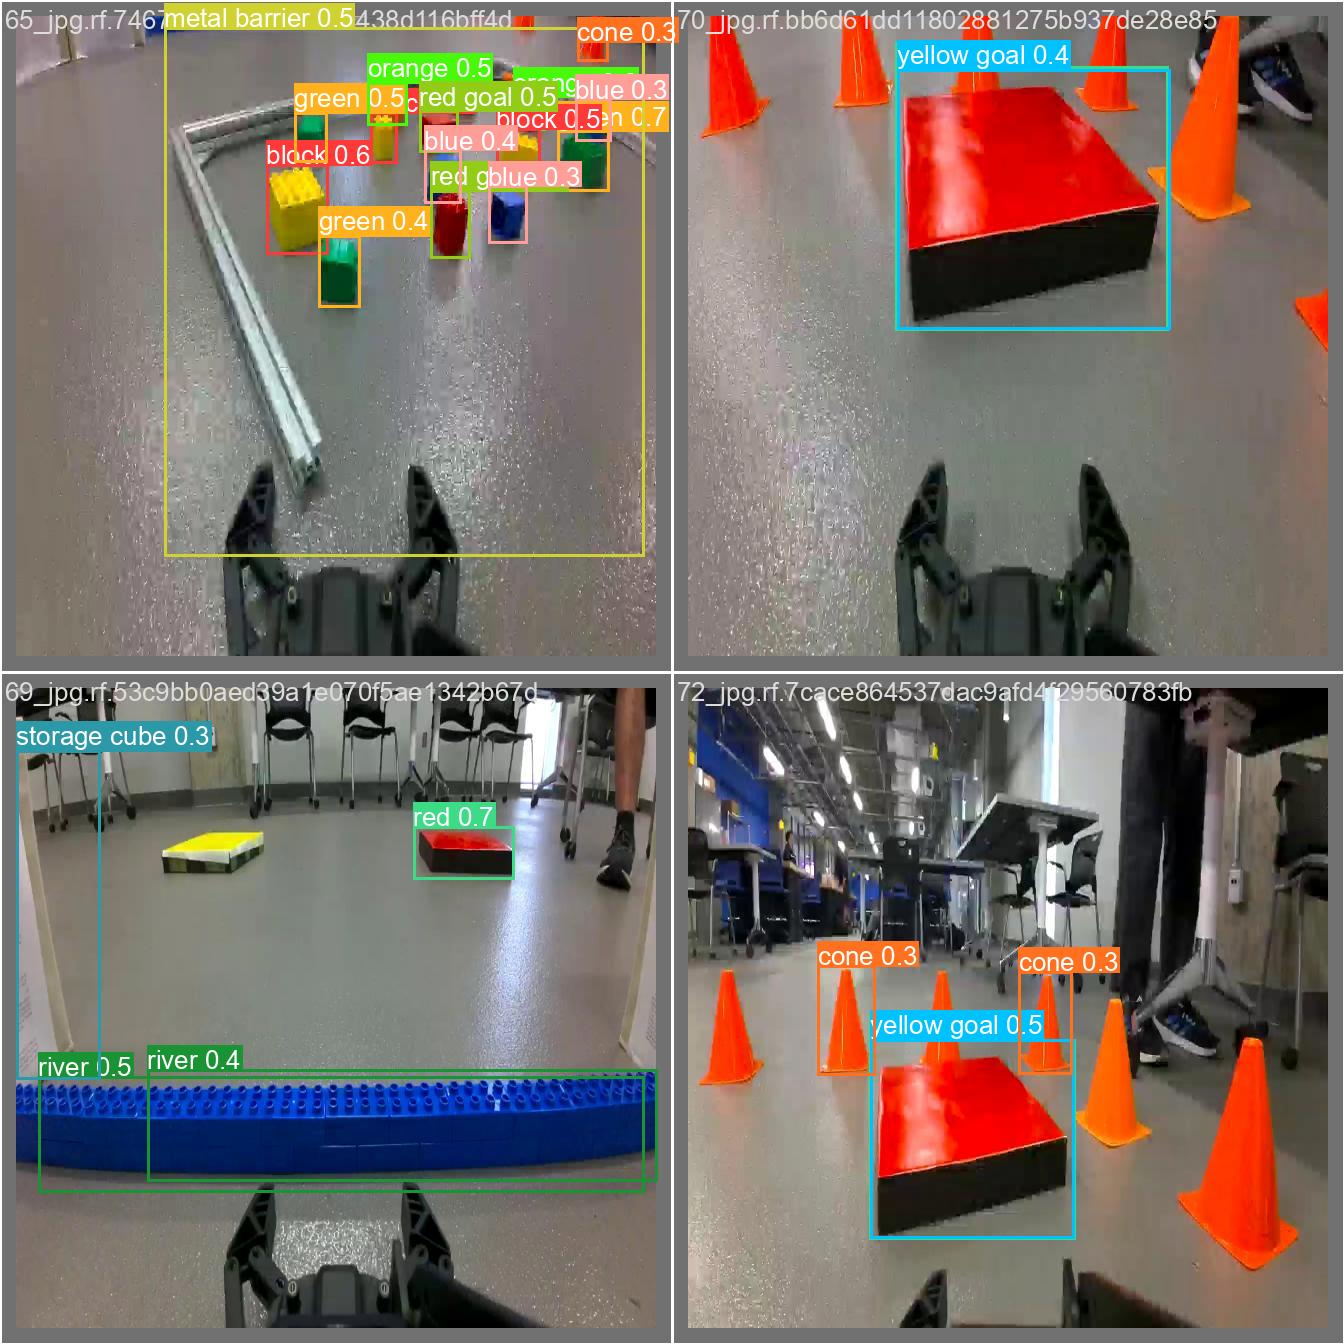 65_jpg.rf.7467
metal barrier 0.5
438d116bff4d
cone 0.3
orange 0.5
green 0.5
red goal 0.5
blue 0.3
en 0.7
block 0.5
blue 0.4
block 0.6
red g
blue 0.3
green 0.4
70_jpg.rf.bb6d61dd11802881275b937de28e85
yellow goal 0.4
69_jpg.rf.53c9bb0aed39a1e070f5ae1342b67d
storage cube 0.3
red 0.7
river 0.5
river 0.4
72_jpg.rf.7cace864537dac9afd4f29560783fb
cone 0.3
cone 0.3
yellow goal 0.5